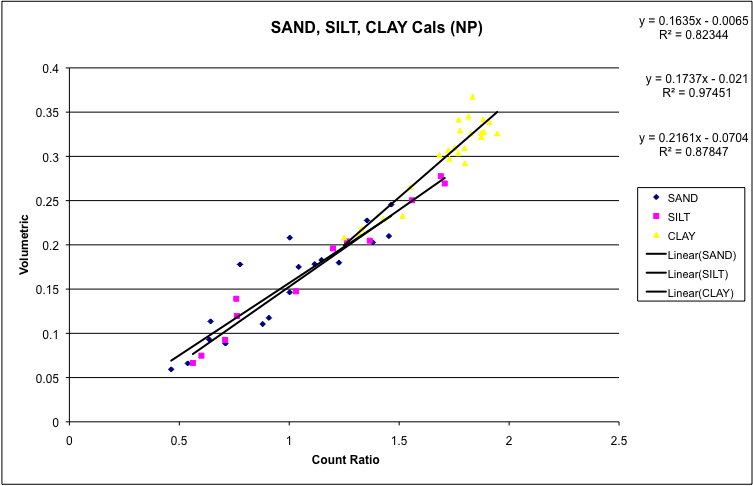 SAND, SILT, CLAY Cals (NP)
y = 0.1635x - 0.0065
R² = 0.82344
y = 0.1737x - 0.021
R² = 0.97451
y = 0.2161x - 0.0704
R² = 0.87847
0.4
0.35
0.3
0.25
0.2
0.15
0.1
0.05
0
Volumetric
0 0.5 1 1.5 2 2.5
Count Ratio
SAND
SILT
CLAY
Linear(SAND)
Linear(SILT)
Linear(CLAY)